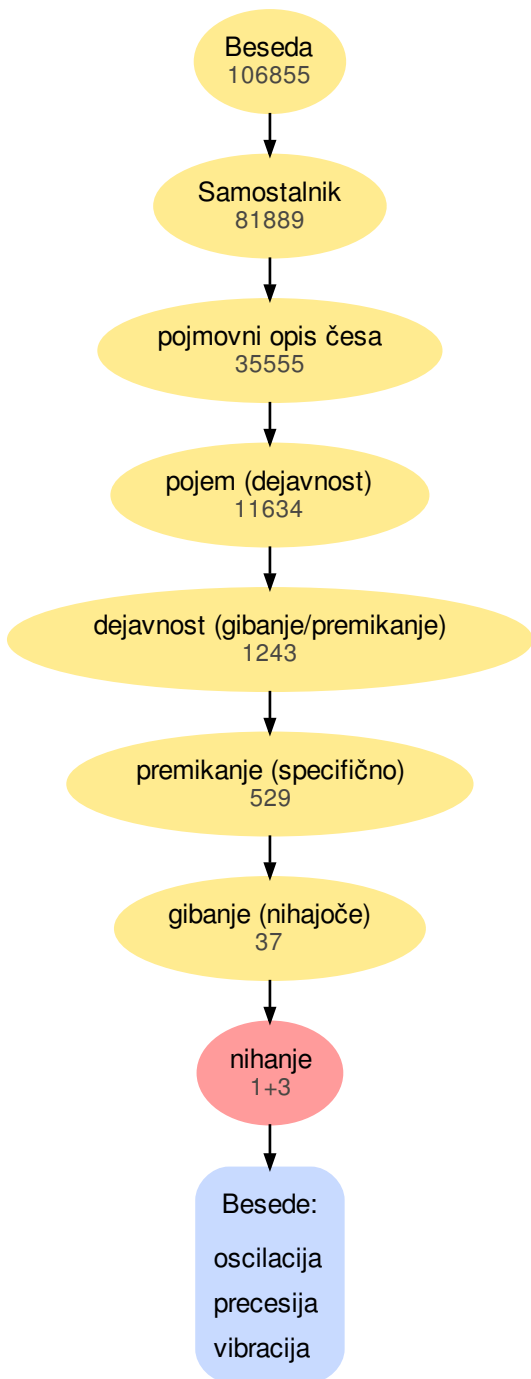 Beseda
106855
Samostalnik
81889
pojmovni opis česa
35555
pojem (dejavnost)
11634
dejavnost (gibanje/premikanje)
1243
premikanje (specifično)
529
gibanje (nihajoče)
37
nihanje
1+3
Besede:
oscilacija
precesija
vibracija